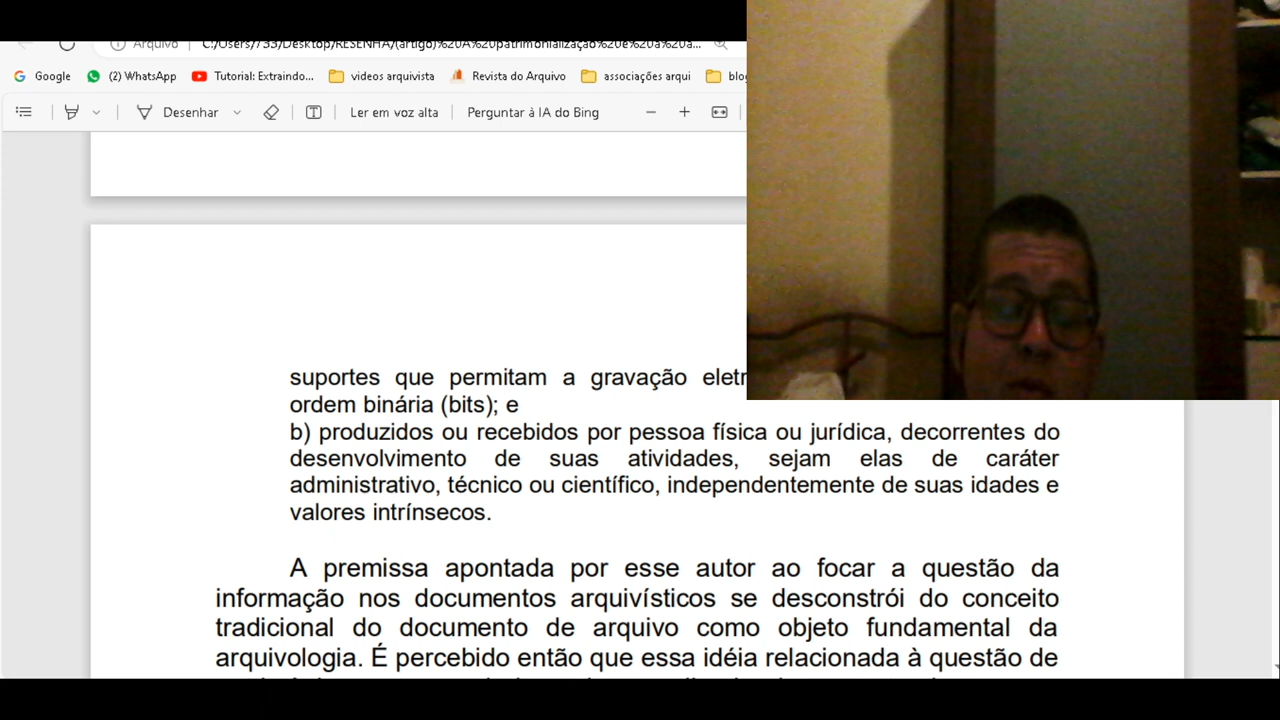 Arquivo C:/Users/733/Desktop/RESENHA/(artigo)%20A%20patrimonialização%20e%20a%20a...
Google (2) WhatsApp Tutorial: Extraindo... videos arquivista Revista do Arquivo associações arqui blog
Desenhar Ler em voz alta Perguntar à IA do Bing
suportes que permitam a gravação eletr
ordem binária (bits); e
b) produzidos ou recebidos por pessoa física ou jurídica, decorrentes do
desenvolvimento de suas atividades, sejam elas de caráter
administrativo, técnico ou científico, independentemente de suas idades e
valores intrínsecos.
A premissa apontada por esse autor ao focar a questão da
informação nos documentos arquivísticos se desconstrói do conceito
tradicional do documento de arquivo como objeto fundamental da
arquivologia. É percebido então que essa idéia relacionada à questão de